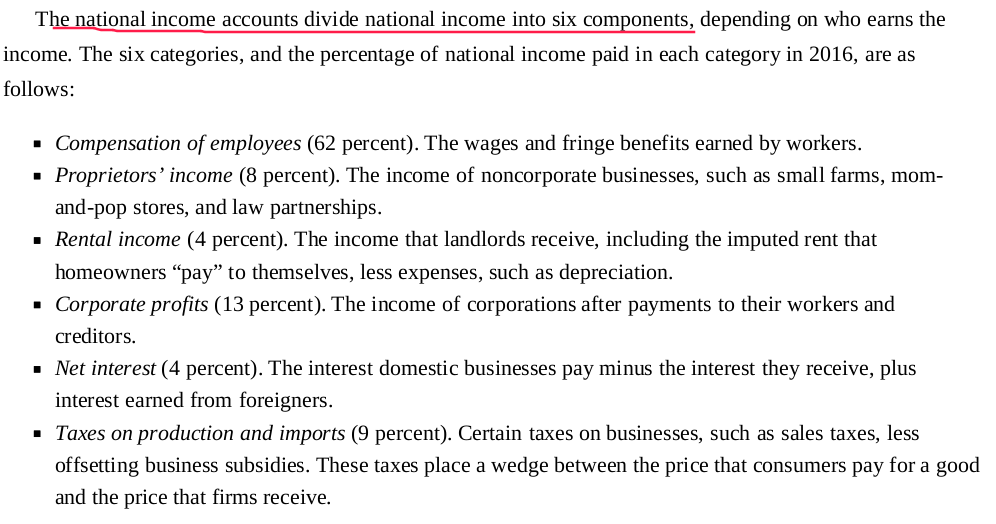 The national income accounts divide national income into six components, depending on who earns the
income. The six categories, and the percentage of national income paid in each category in 2016, are as
follows:
▪ Compensation of employees (62 percent). The wages and fringe benefits earned by workers.
▪ Proprietors’ income (8 percent). The income of noncorporate businesses, such as small farms, mom-
and-pop stores, and law partnerships.
▪ Rental income (4 percent). The income that landlords receive, including the imputed rent that
homeowners “pay” to themselves, less expenses, such as depreciation.
▪ Corporate profits (13 percent). The income of corporations after payments to their workers and
creditors.
▪ Net interest (4 percent). The interest domestic businesses pay minus the interest they receive, plus
interest earned from foreigners.
▪ Taxes on production and imports (9 percent). Certain taxes on businesses, such as sales taxes, less
offsetting business subsidies. These taxes place a wedge between the price that consumers pay for a good
and the price that firms receive.